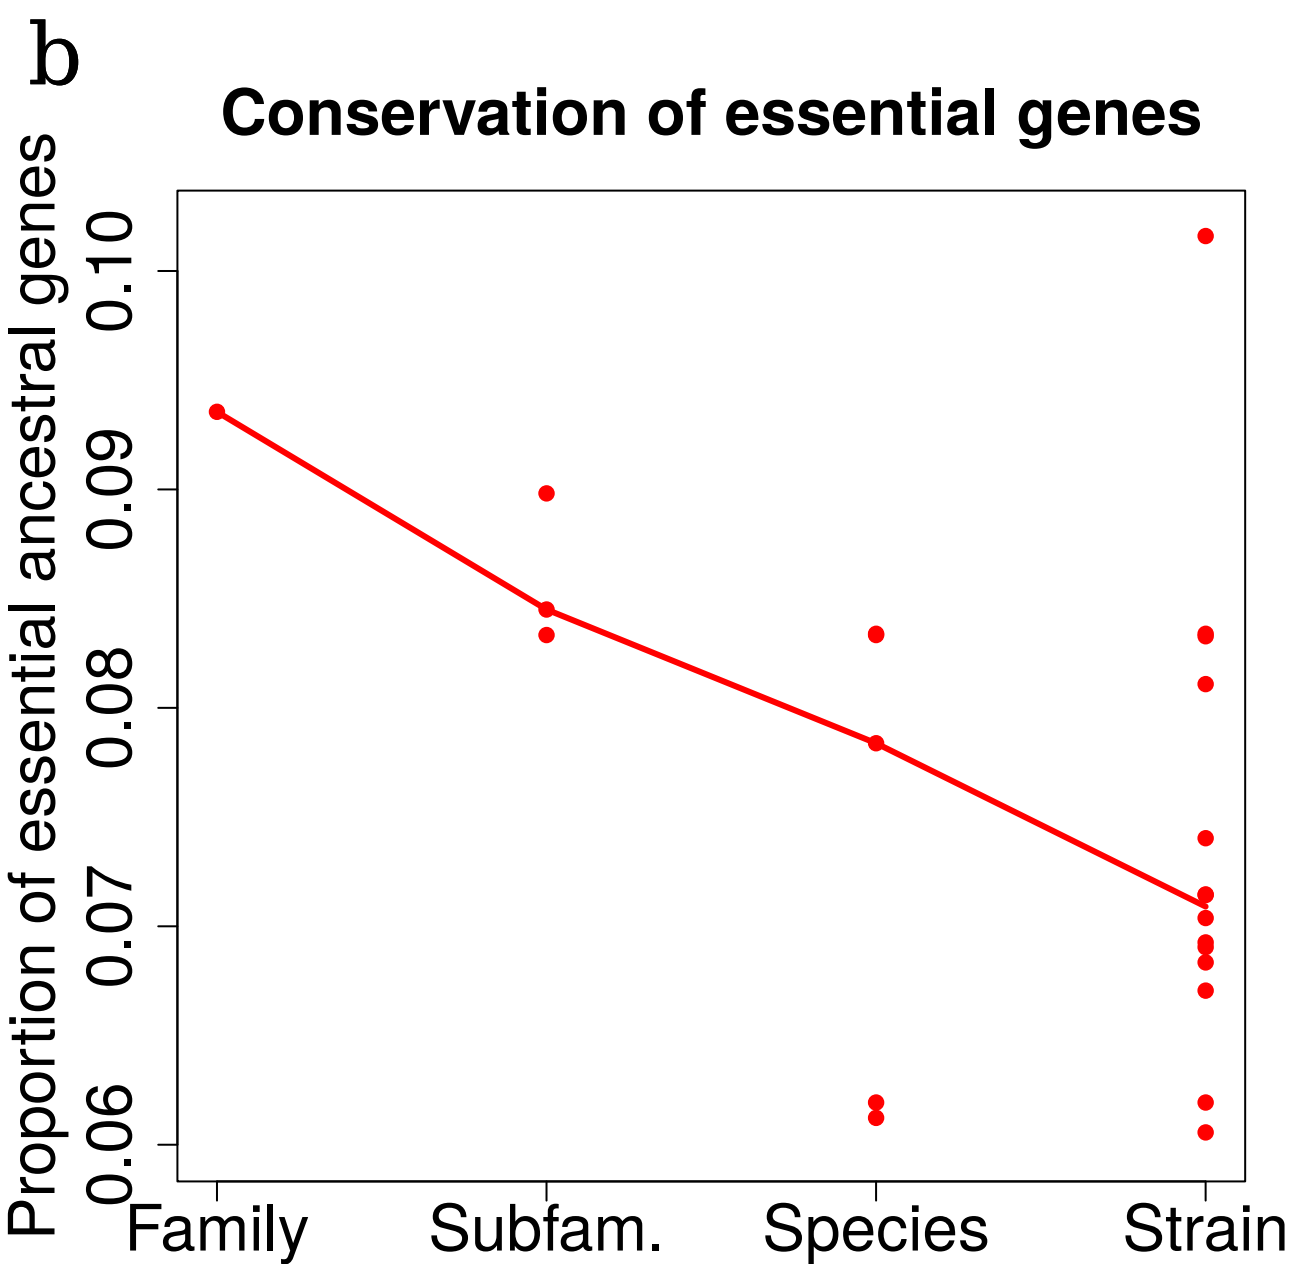 b
Conservation of essential genes
Proportion of essential ancestral genes
0.10
0.09
0.08
0.07
0.06
Family
Subfam.
Species
Strain